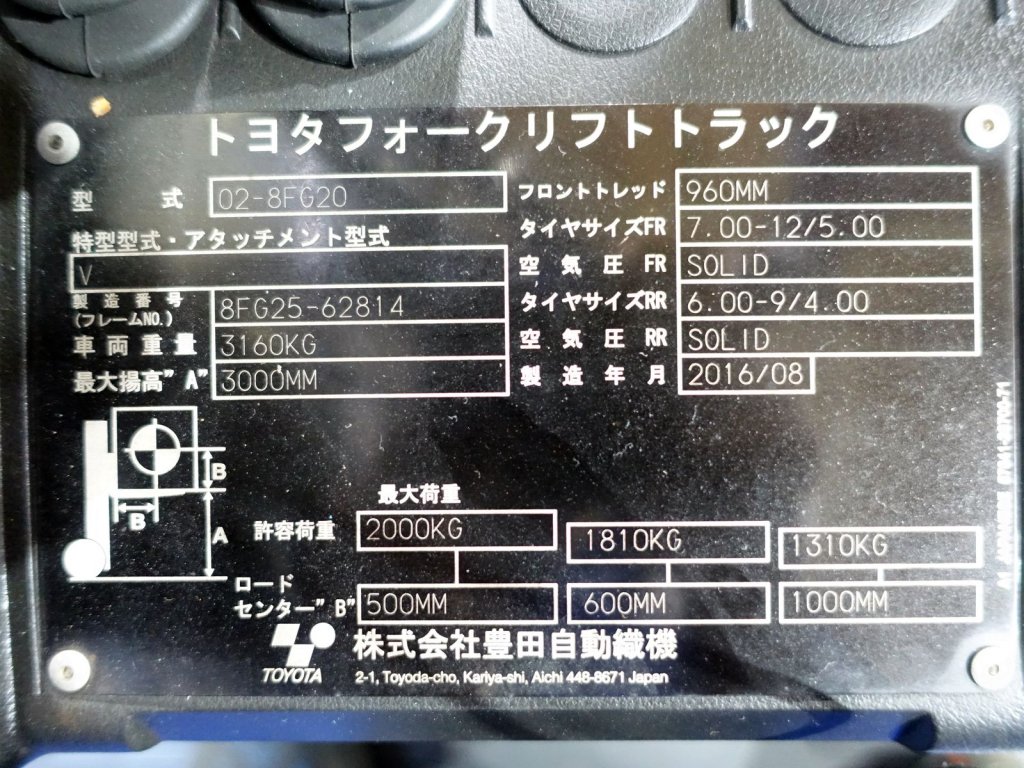 トヨタフォークリフトトラック
型式 02-8FG20
特型型式・アタッチメント型式
V
製造番号 8FG25-62814
(フレームNO.)
車両重量 3160KG
最大揚高"A" 3000MM
フロントトレッド 960MM
タイヤサイズFR 7.00-12/5.00
空気圧FR SOLID
タイヤサイズRR 6.00-9/4.00
空気圧RR SOLID
製造年月 2016/08
B
B
A
最大荷重
許容荷重 2000KG 1810KG 1310KG
ロード
センター"B" 500MM 600MM 1000MM
TOYOTA
株式会社豊田自動織機
2-1, Toyoda-cho, Kariya-shi, Aichi 448-8671 Japan